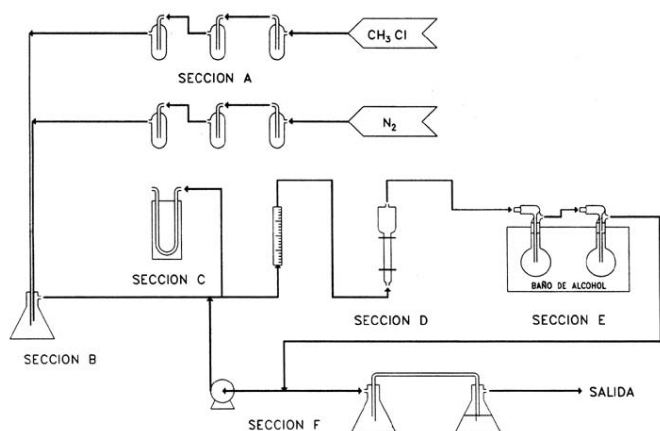 CH₃ Cl
SECCION A
N₂
SECCION C
BAÑO DE ALCOHOL
SECCION D
SECCION E
SECCION B
SALIDA
SECCION F